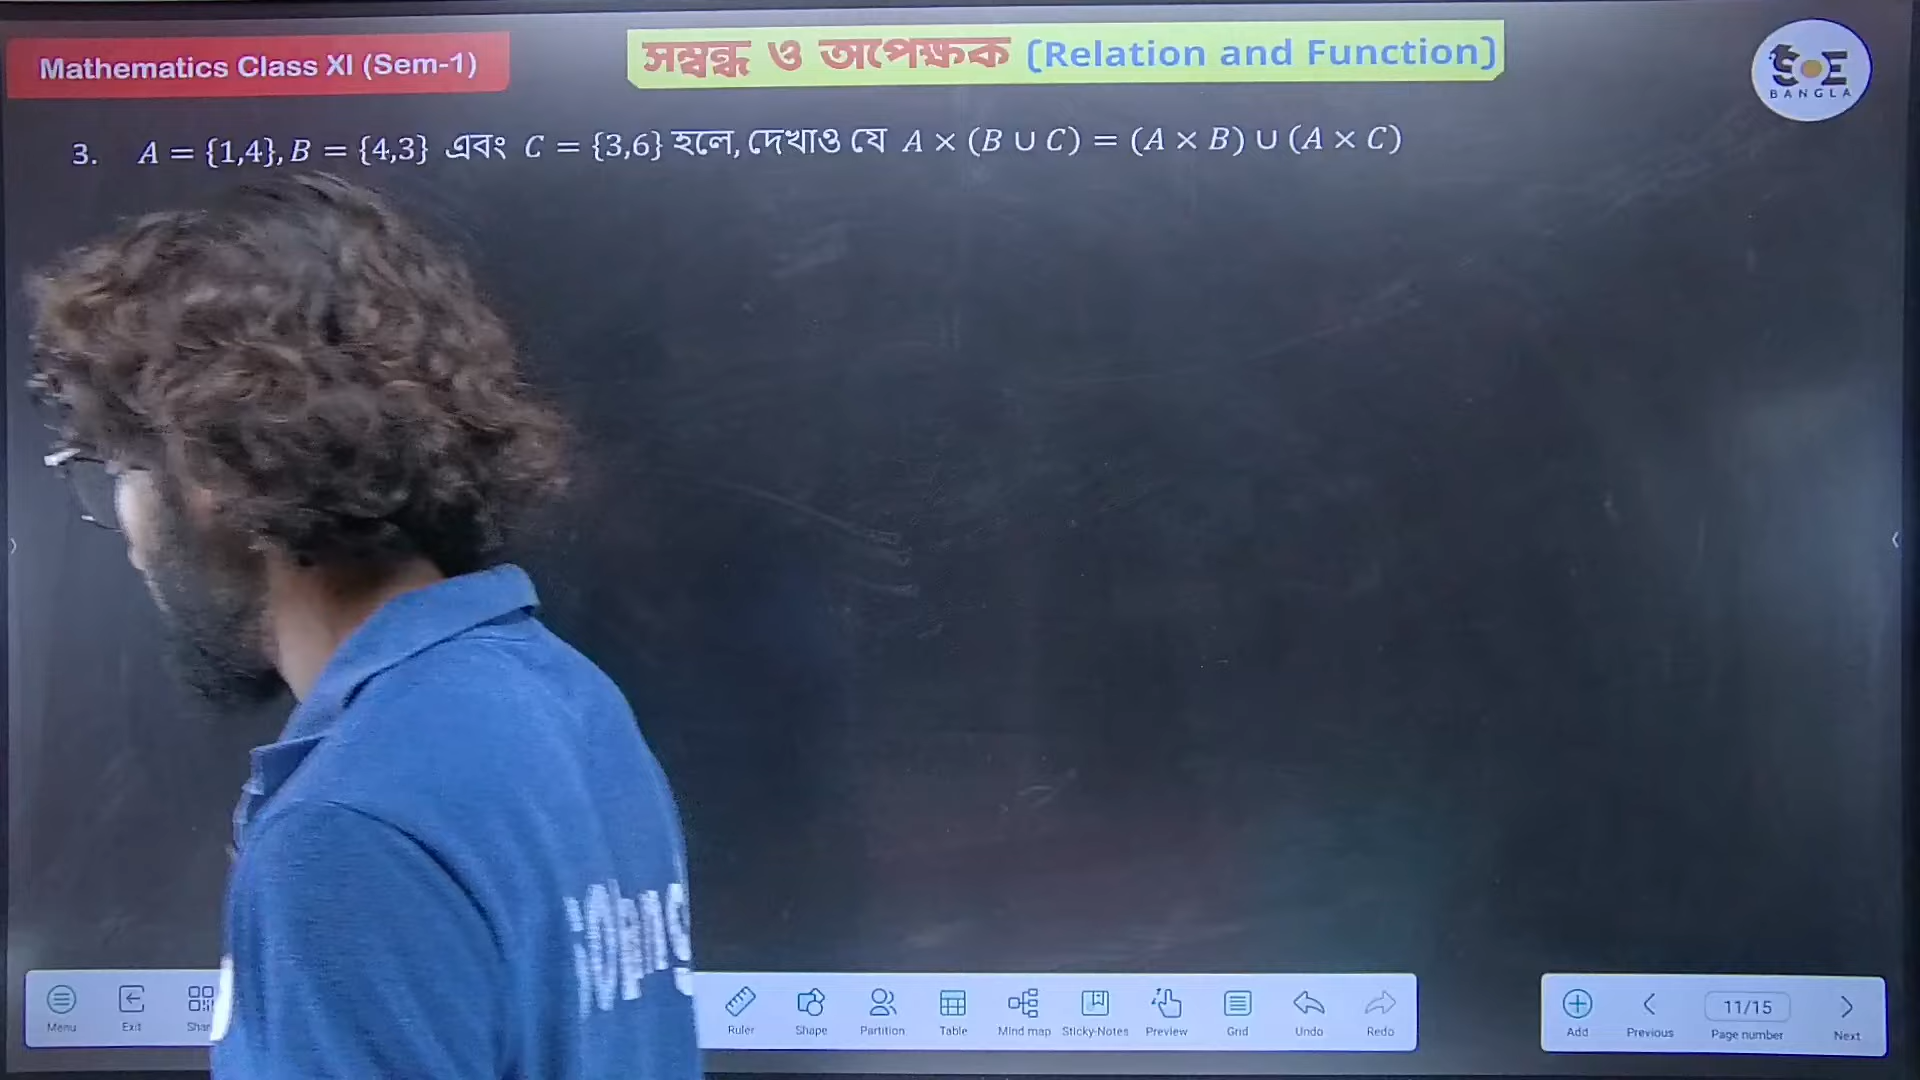 Mathematics Class XI (Sem-1)
সম্বন্ধ ও অপেক্ষক (Relation and Function)
BANGLA
3. A = {1,4}, B = {4,3} এবং C = {3,6} হলে, দেখাও যে A × (B ∪ C) = (A × B) ∪ (A × C)
Menu Exit Ruler Shape Partition Table Mind map Sticky-Notes Preview Grid Undo Redo
Add Previous 11/15 Page number Next